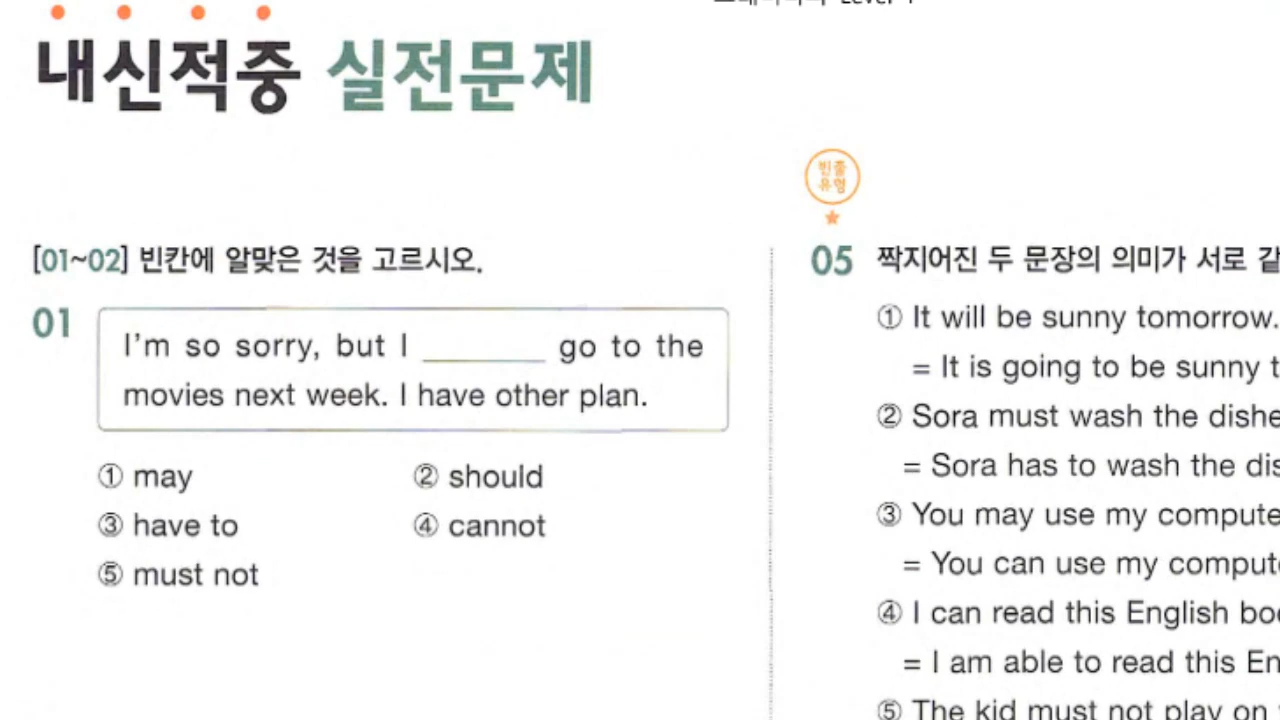 Level 1
내신적중 실전문제
[01~02] 빈칸에 알맞은 것을 고르시오.
01
I'm so sorry, but I ______ go to the
movies next week. I have other plan.
① may ② should
③ have to ④ cannot
⑤ must not
빈출
유형
05 짝지어진 두 문장의 의미가 서로 같
① It will be sunny tomorrow.
= It is going to be sunny t
② Sora must wash the dishe
= Sora has to wash the dis
③ You may use my compute
= You can use my compute
④ I can read this English boo
= I am able to read this En
⑤ The kid must not play on